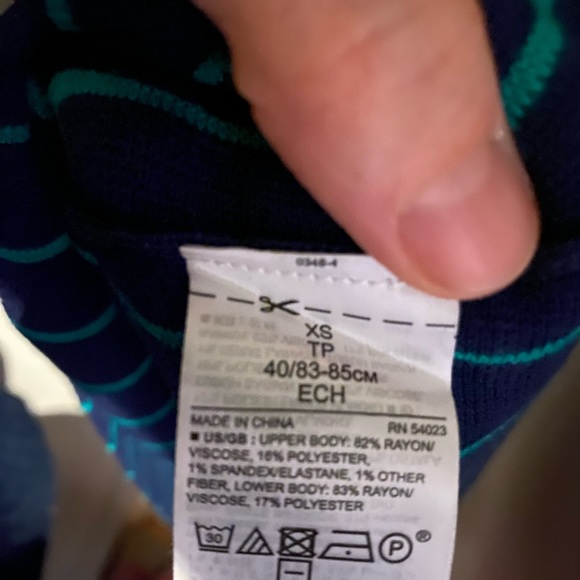 0348-4
XS
TP
40/83-85CM
ECH
MADE IN CHINA RN 54023
■ US/GB : UPPER BODY: 82% RAYON/
VISCOSE, 16% POLYESTER,
1% SPANDEX/ELASTANE, 1% OTHER
FIBER, LOWER BODY: 83% RAYON/
VISCOSE, 17% POLYESTER
30 P ®